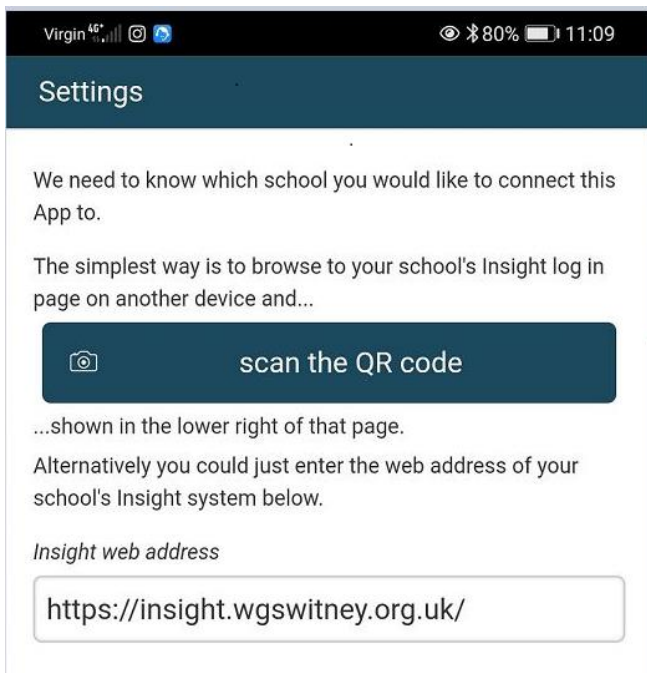 Virgin 4G+ 80% 11:09
Settings
We need to know which school you would like to connect this
App to.
The simplest way is to browse to your school's Insight log in
page on another device and...
scan the QR code
...shown in the lower right of that page.
Alternatively you could just enter the web address of your
school's Insight system below.
Insight web address
https://insight.wgswitney.org.uk/